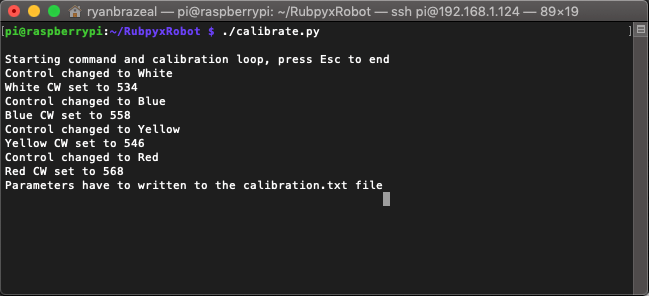 ryanbrazeal — pi@raspberrypi: ~/RubpyxRobot — ssh pi@192.168.1.124 — 89×19
[pi@raspberrypi:~/RubpyxRobot $ ./calibrate.py ]
Starting command and calibration loop, press Esc to end
Control changed to White
White CW set to 534
Control changed to Blue
Blue CW set to 558
Control changed to Yellow
Yellow CW set to 546
Control changed to Red
Red CW set to 568
Parameters have to written to the calibration.txt file